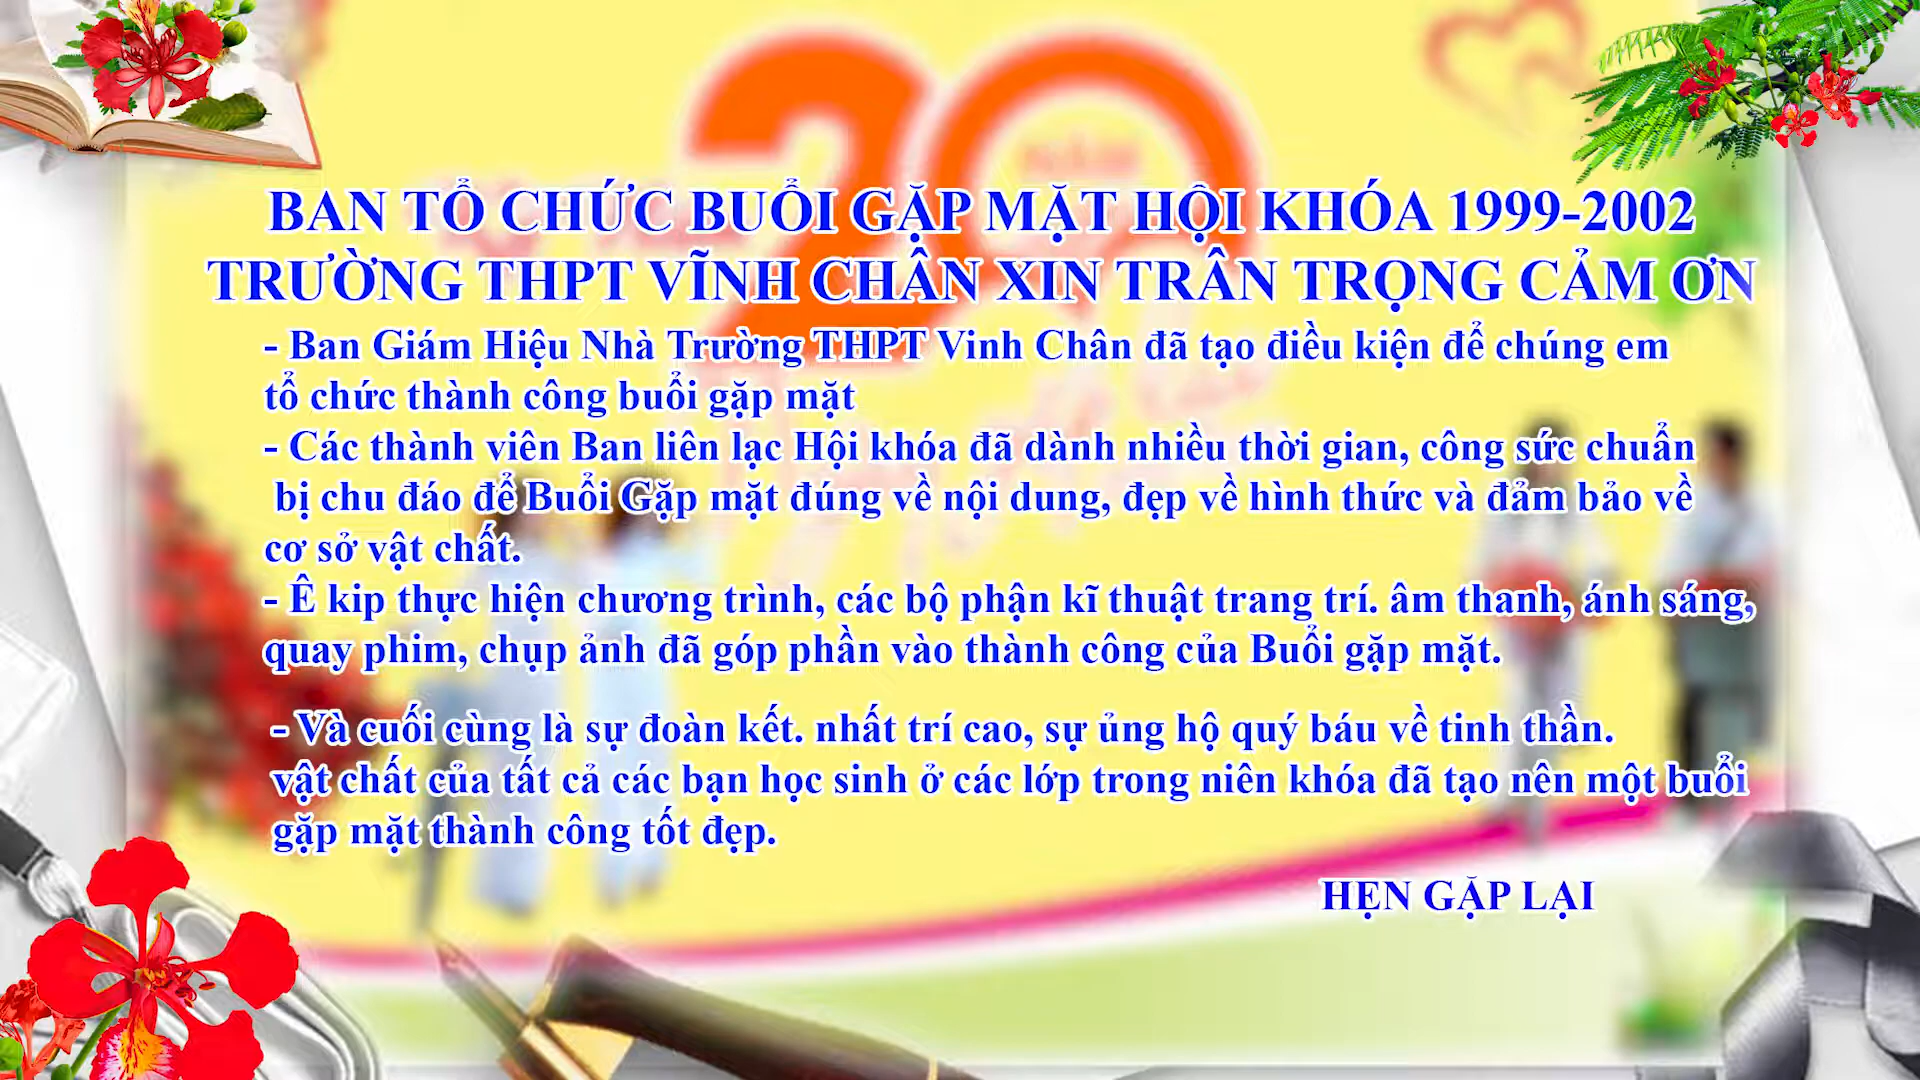 20
NĂM
BAN TỔ CHỨC BUỔI GẶP MẶT HỘI KHÓA 1999-2002
TRƯỜNG THPT VĨNH CHÂN XIN TRÂN TRỌNG CẢM ƠN
- Ban Giám Hiệu Nhà Trường THPT Vinh Chân đã tạo điều kiện để chúng em
tổ chức thành công buổi gặp mặt
- Các thành viên Ban liên lạc Hội khóa đã dành nhiều thời gian, công sức chuẩn
bị chu đáo để Buổi Gặp mặt đúng về nội dung, đẹp về hình thức và đảm bảo về
cơ sở vật chất.
- Ê kip thực hiện chương trình, các bộ phận kĩ thuật trang trí. âm thanh, ánh sáng,
quay phim, chụp ảnh đã góp phần vào thành công của Buổi gặp mặt.
- Và cuối cùng là sự đoàn kết. nhất trí cao, sự ủng hộ quý báu về tinh thần.
vật chất của tất cả các bạn học sinh ở các lớp trong niên khóa đã tạo nên một buổi
gặp mặt thành công tốt đẹp.
HẸN GẶP LẠI